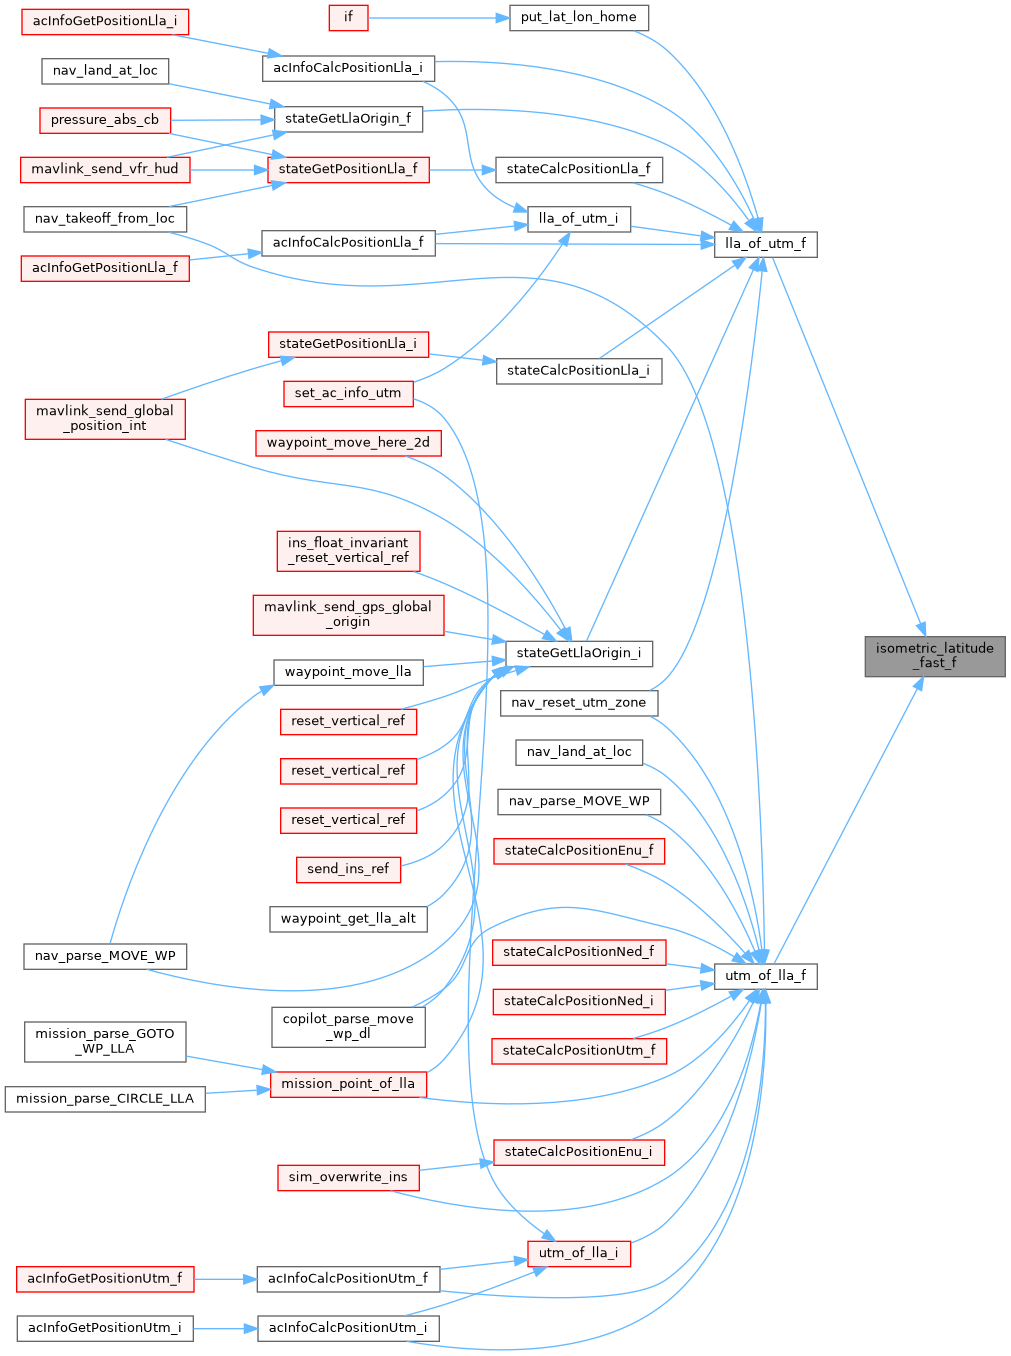 acInfoGetPositionLla_i
if
put_lat_lon_home
nav_land_at_loc
acInfoCalcPositionLla_i
pressure_abs_cb
stateGetLlaOrigin_f
mavlink_send_vfr_hud
stateGetPositionLla_f
stateCalcPositionLla_f
nav_takeoff_from_loc
lla_of_utm_i
acInfoCalcPositionLla_f
lla_of_utm_f
acInfoGetPositionLla_f
stateGetPositionLla_i
stateCalcPositionLla_i
set_ac_info_utm
mavlink_send_global
_position_int
waypoint_move_here_2d
ins_float_invariant
_reset_vertical_ref
mavlink_send_gps_global
_origin
stateGetLlaOrigin_i
isometric_latitude
_fast_f
waypoint_move_lla
nav_reset_utm_zone
reset_vertical_ref
nav_land_at_loc
reset_vertical_ref
nav_parse_MOVE_WP
reset_vertical_ref
stateCalcPositionEnu_f
send_ins_ref
waypoint_get_lla_alt
nav_parse_MOVE_WP
stateCalcPositionNed_f
utm_of_lla_f
stateCalcPositionNed_i
copilot_parse_move
_wp_dl
mission_parse_GOTO
_WP_LLA
stateCalcPositionUtm_f
mission_point_of_lla
mission_parse_CIRCLE_LLA
stateCalcPositionEnu_i
sim_overwrite_ins
utm_of_lla_i
acInfoGetPositionUtm_f
acInfoCalcPositionUtm_f
acInfoGetPositionUtm_i
acInfoCalcPositionUtm_i